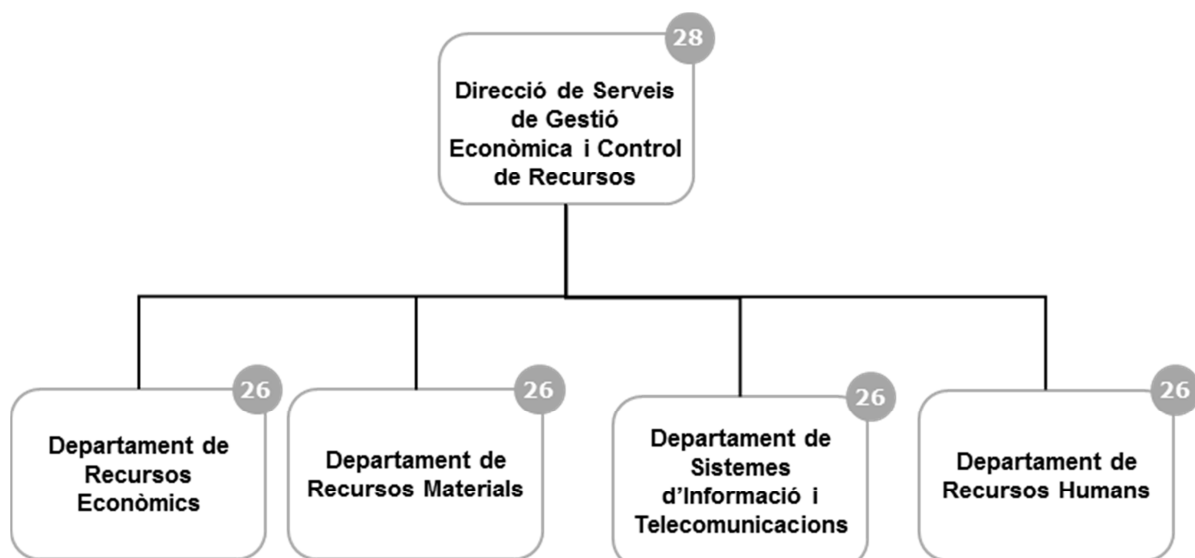 28
Direcció de Serveis
de Gestió
Econòmica i Control
de Recursos
26
Departament de
Recursos
Econòmics
26
Departament de
Recursos Materials
26
Departament de
Sistemes
d’Informació i
Telecomunicacions
26
Departament de
Recursos Humans